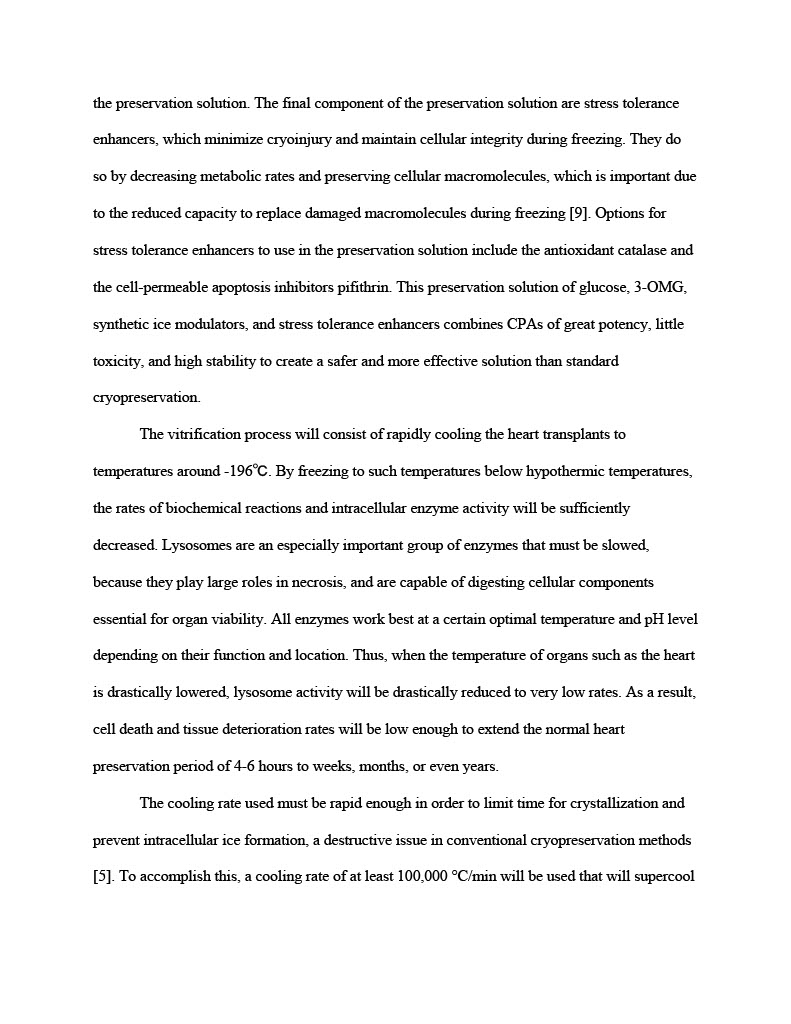 the preservation solution. The final component of the preservation solution are stress tolerance
enhancers, which minimize cryoinjury and maintain cellular integrity during freezing. They do
so by decreasing metabolic rates and preserving cellular macromolecules, which is important due
to the reduced capacity to replace damaged macromolecules during freezing [9]. Options for
stress tolerance enhancers to use in the preservation solution include the antioxidant catalase and
the cell-permeable apoptosis inhibitors pifithrin. This preservation solution of glucose, 3-OMG,
synthetic ice modulators, and stress tolerance enhancers combines CPAs of great potency, little
toxicity, and high stability to create a safer and more effective solution than standard
cryopreservation.
The vitrification process will consist of rapidly cooling the heart transplants to
temperatures around -196℃. By freezing to such temperatures below hypothermic temperatures,
the rates of biochemical reactions and intracellular enzyme activity will be sufficiently
decreased. Lysosomes are an especially important group of enzymes that must be slowed,
because they play large roles in necrosis, and are capable of digesting cellular components
essential for organ viability. All enzymes work best at a certain optimal temperature and pH level
depending on their function and location. Thus, when the temperature of organs such as the heart
is drastically lowered, lysosome activity will be drastically reduced to very low rates. As a result,
cell death and tissue deterioration rates will be low enough to extend the normal heart
preservation period of 4-6 hours to weeks, months, or even years.
The cooling rate used must be rapid enough in order to limit time for crystallization and
prevent intracellular ice formation, a destructive issue in conventional cryopreservation methods
[5]. To accomplish this, a cooling rate of at least 100,000 °C/min will be used that will supercool